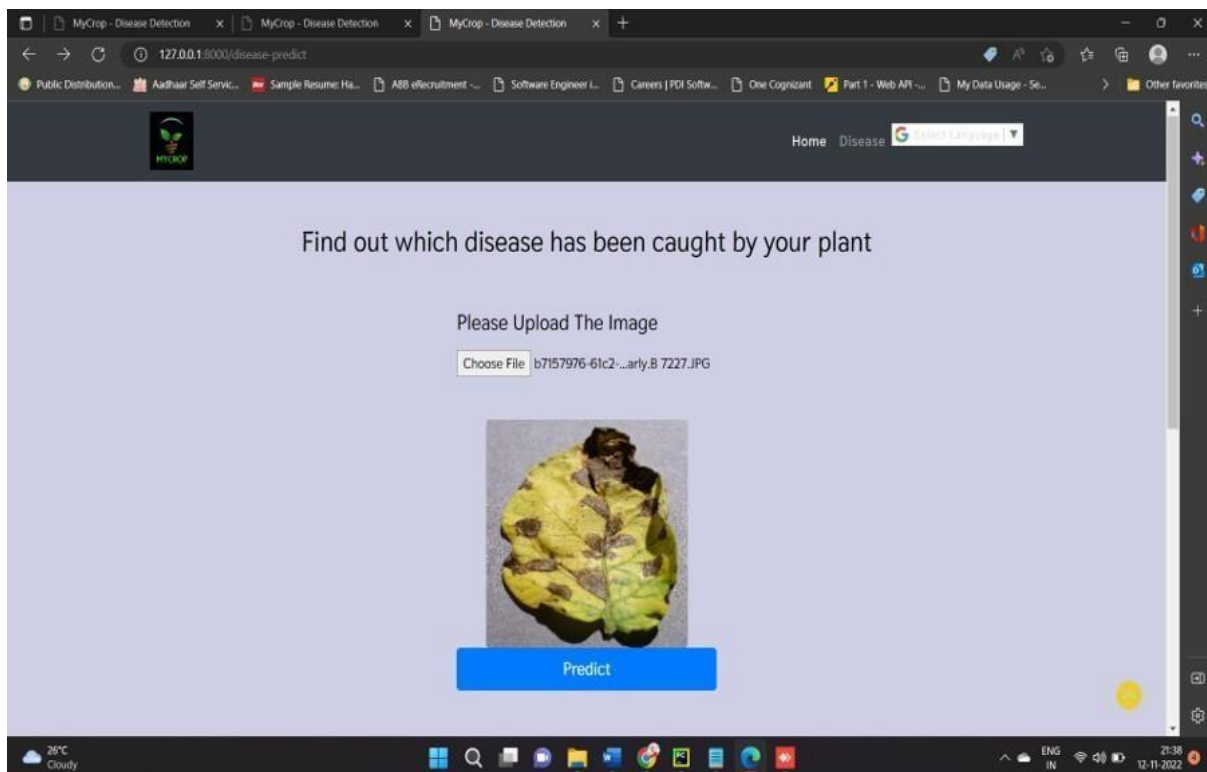 MyCrop - Disease Detection
MyCrop - Disease Detection
MyCrop - Disease Detection
127.0.0.1:8000/disease-predict
Public Distribution... Aadhaar Self Servic... Sample Resume: Ha... ABB eRecruitment -... Software Engineer i... Careers | PDI Softw... One Cognizant Part 1 - Web API -... My Data Usage - Se... Other favorites
MYCROP
Home Disease Select Language
Find out which disease has been caught by your plant
Please Upload The Image
Choose File b7157976-61c2-...arly.B 7227.JPG
Predict
26°C
Cloudy
ENG
IN
21:38
12-11-2022
4